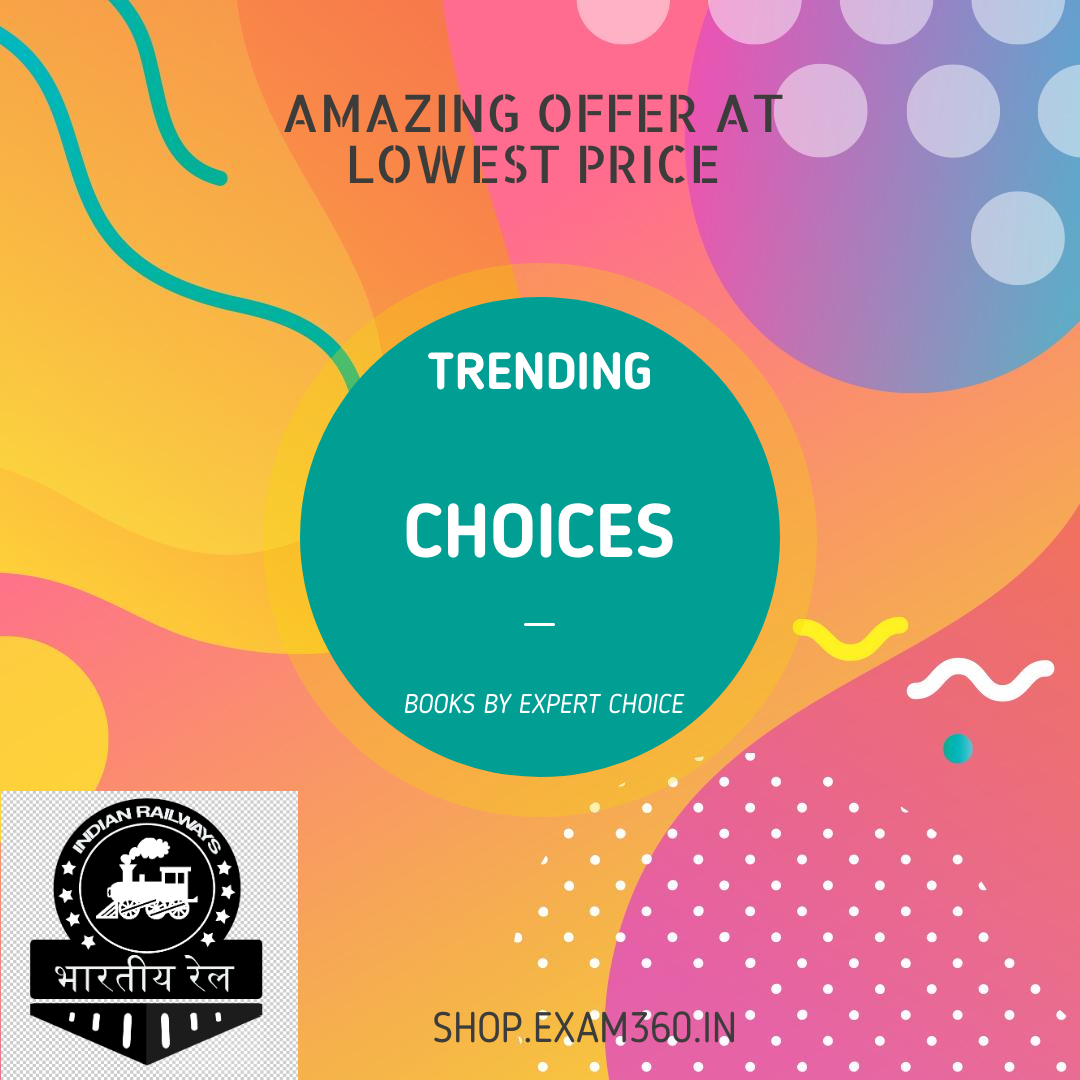 AMAZING OFFER AT
LOWEST PRICE
TRENDING
CHOICES
BOOKS BY EXPERT CHOICE
INDIAN RAILWAYS
भारतीय रेल
SHOP.EXAM360.IN